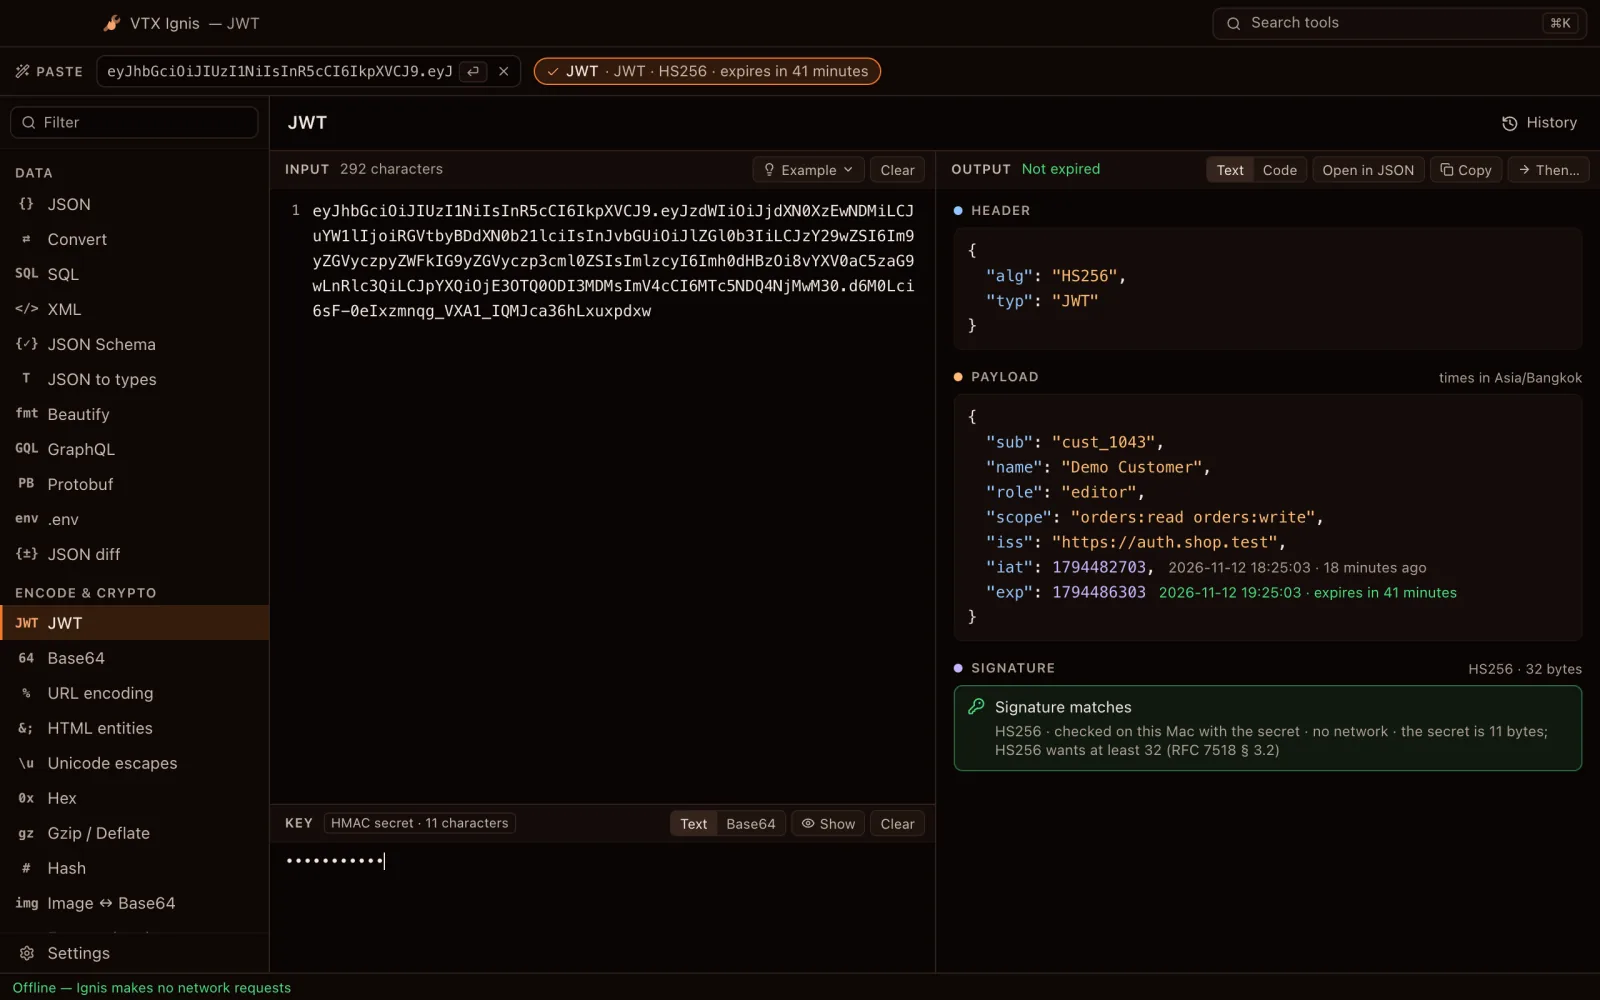 VTX Ignis — JWT
Search tools
⌘K
PASTE
eyJhbGciOiJIUzI1NiIsInR5cCI6IkpXVCJ9.eyJ
JWT · JWT · HS256 · expires in 41 minutes
Filter
DATA
{} JSON
⇄ Convert
SQL SQL
</> XML
{✓} JSON Schema
T JSON to types
fmt Beautify
GQL GraphQL
PB Protobuf
env .env
{±} JSON diff
ENCODE & CRYPTO
JWT JWT
64 Base64
% URL encoding
&; HTML entities
\u Unicode escapes
0x Hex
gz Gzip / Deflate
# Hash
img Image ↔ Base64
Settings
JWT
History
INPUT 292 characters
Example
Clear
1 eyJhbGciOiJIUzI1NiIsInR5cCI6IkpXVCJ9.eyJzdWIiOiJjdXN0XzEwNDMiLCJ
uYW1lIjoiRGVtbyBDdXN0b21lciIsInJvbGUiOiJlZGl0b3IiLCJzY29wZSI6Im9
yZGVyczpyZWFkIG9yZGVyczp3cml0ZSIsImlzcyI6Imh0dHBzOi8vYXV0aC5zaG9
wLnRlc3QiLCJpYXQiOjE3OTQ0ODI3MDMsImV4cCI6MTc5NDQ4NjMwM30.d6M0Lci
6sF-0eIxzmnqg_VXA1_IQMJca36hLxuxpdxw
KEY
HMAC secret · 11 characters
Text
Base64
Show
Clear
•••••••••••
OUTPUT Not expired
Text
Code
Open in JSON
Copy
→ Then…
HEADER
{
"alg": "HS256",
"typ": "JWT"
}
PAYLOAD
times in Asia/Bangkok
{
"sub": "cust_1043",
"name": "Demo Customer",
"role": "editor",
"scope": "orders:read orders:write",
"iss": "https://auth.shop.test",
"iat": 1794482703, 2026-11-12 18:25:03 · 18 minutes ago
"exp": 1794486303 2026-11-12 19:25:03 · expires in 41 minutes
}
SIGNATURE
HS256 · 32 bytes
Signature matches
HS256 · checked on this Mac with the secret · no network · the secret is 11 bytes;
HS256 wants at least 32 (RFC 7518 § 3.2)
Offline — Ignis makes no network requests